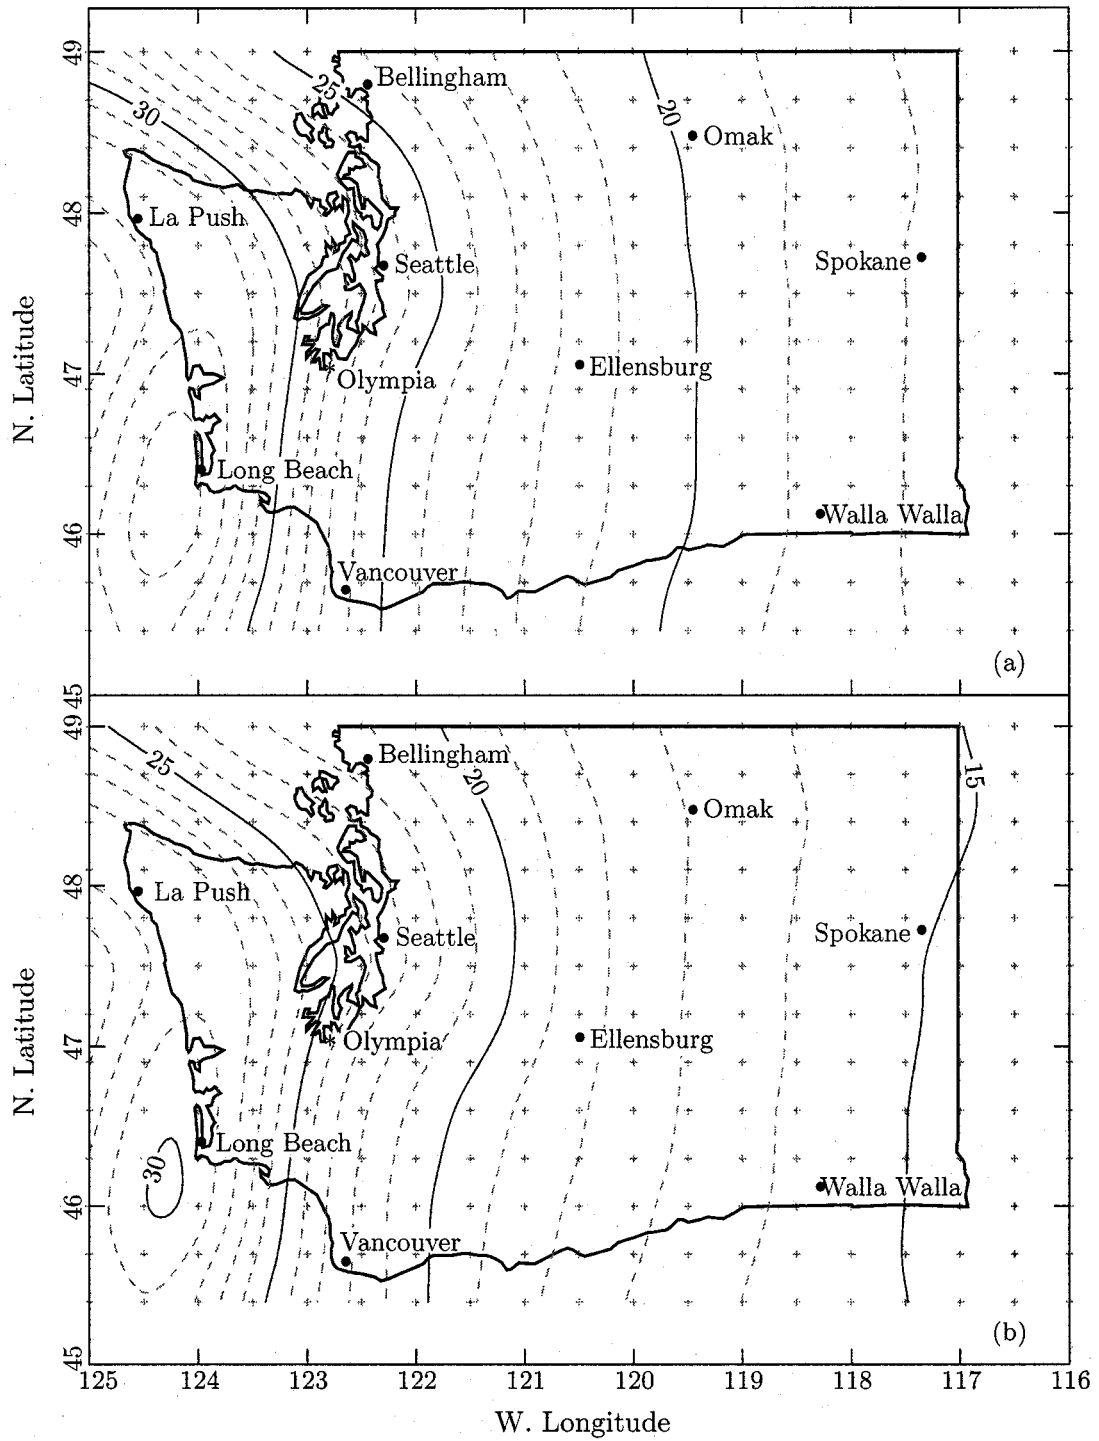 49
48
47
46
45
N. Latitude
25
30
20
Bellingham
Omak
La Push
Seattle
Spokane
Ellensburg
Olympia
Long Beach
Walla Walla
Vancouver
(a)
49
48
47
46
45
N. Latitude
25
20
15
30
Bellingham
Omak
La Push
Seattle
Spokane
Ellensburg
Olympia
Long Beach
Walla Walla
Vancouver
(b)
125 124 123 122 121 120 119 118 117 116
W. Longitude